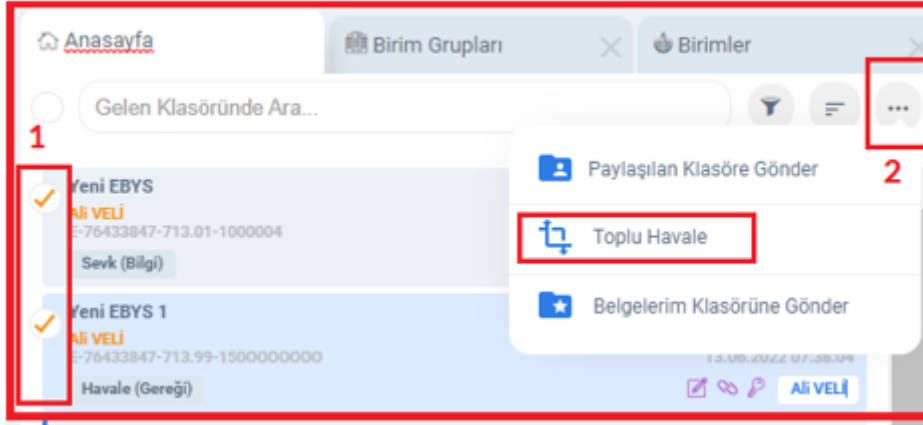 Anasayfa
Birim Grupları
Birimler
Gelen Klasöründe Ara...
1
2
Paylaşılan Klasöre Gönder
Toplu Havale
Belgelerim Klasörüne Gönder
Yeni EBYS
Ali VELİ
E-76433847-713.01-1000004
Sevk (Bilgi)
Yeni EBYS 1
Ali VELİ
E-76433847-713.99-1500000000
13.06.2022 07:38:04
Havale (Gereği)
Ali VELİ